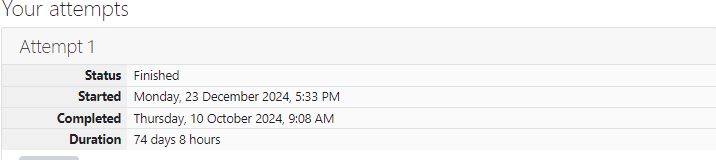 Your attempts
Attempt 1
Status Finished
Started Monday, 23 December 2024, 5:33 PM
Completed Thursday, 10 October 2024, 9:08 AM
Duration 74 days 8 hours